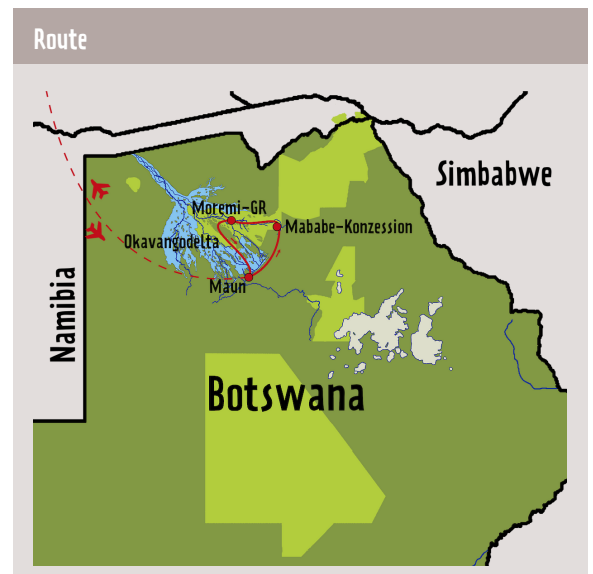 Route
Simbabwe
Moremi-GR
Mababe-Konzession
Okavangodelta
Maun
Namibia
Botswana